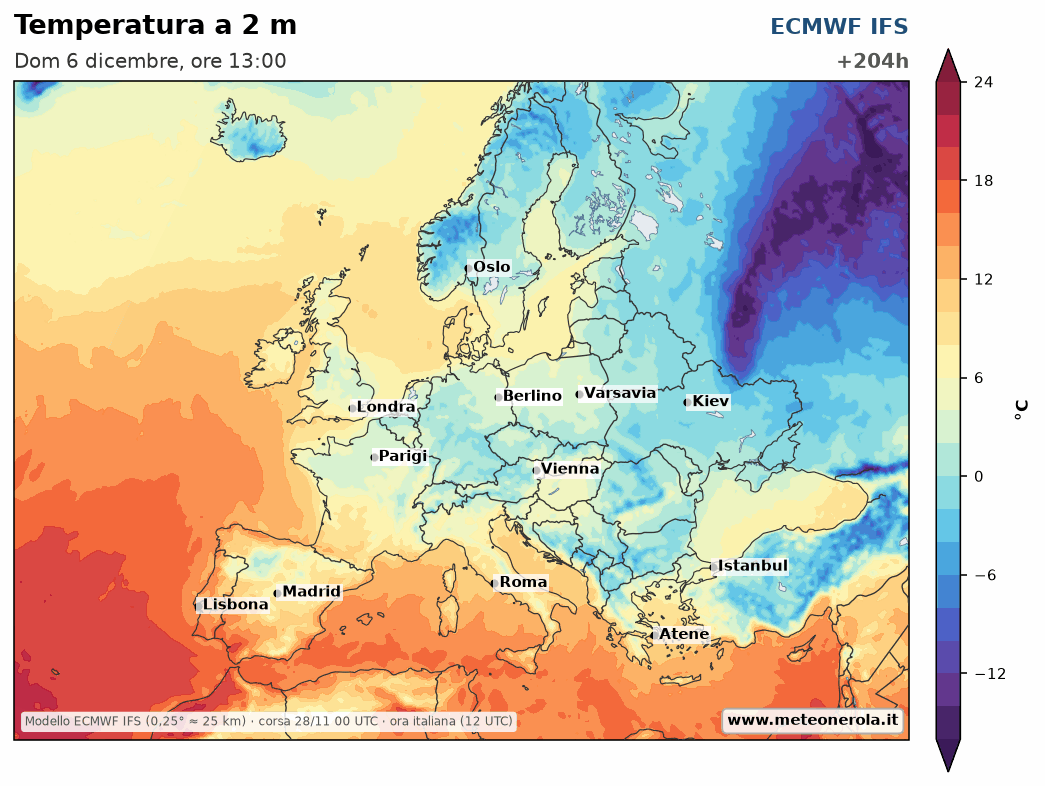 Temperatura a 2 m
ECMWF IFS
Dom 6 dicembre, ore 13:00
+204h
24
18
12
6
0
−6
−12
°C
Oslo
Berlino
Varsavia
Kiev
Londra
Parigi
Vienna
Istanbul
Roma
Madrid
Lisbona
Atene
Modello ECMWF IFS (0,25° ≈ 25 km) · corsa 28/11 00 UTC · ora italiana (12 UTC)
www.meteonerola.it